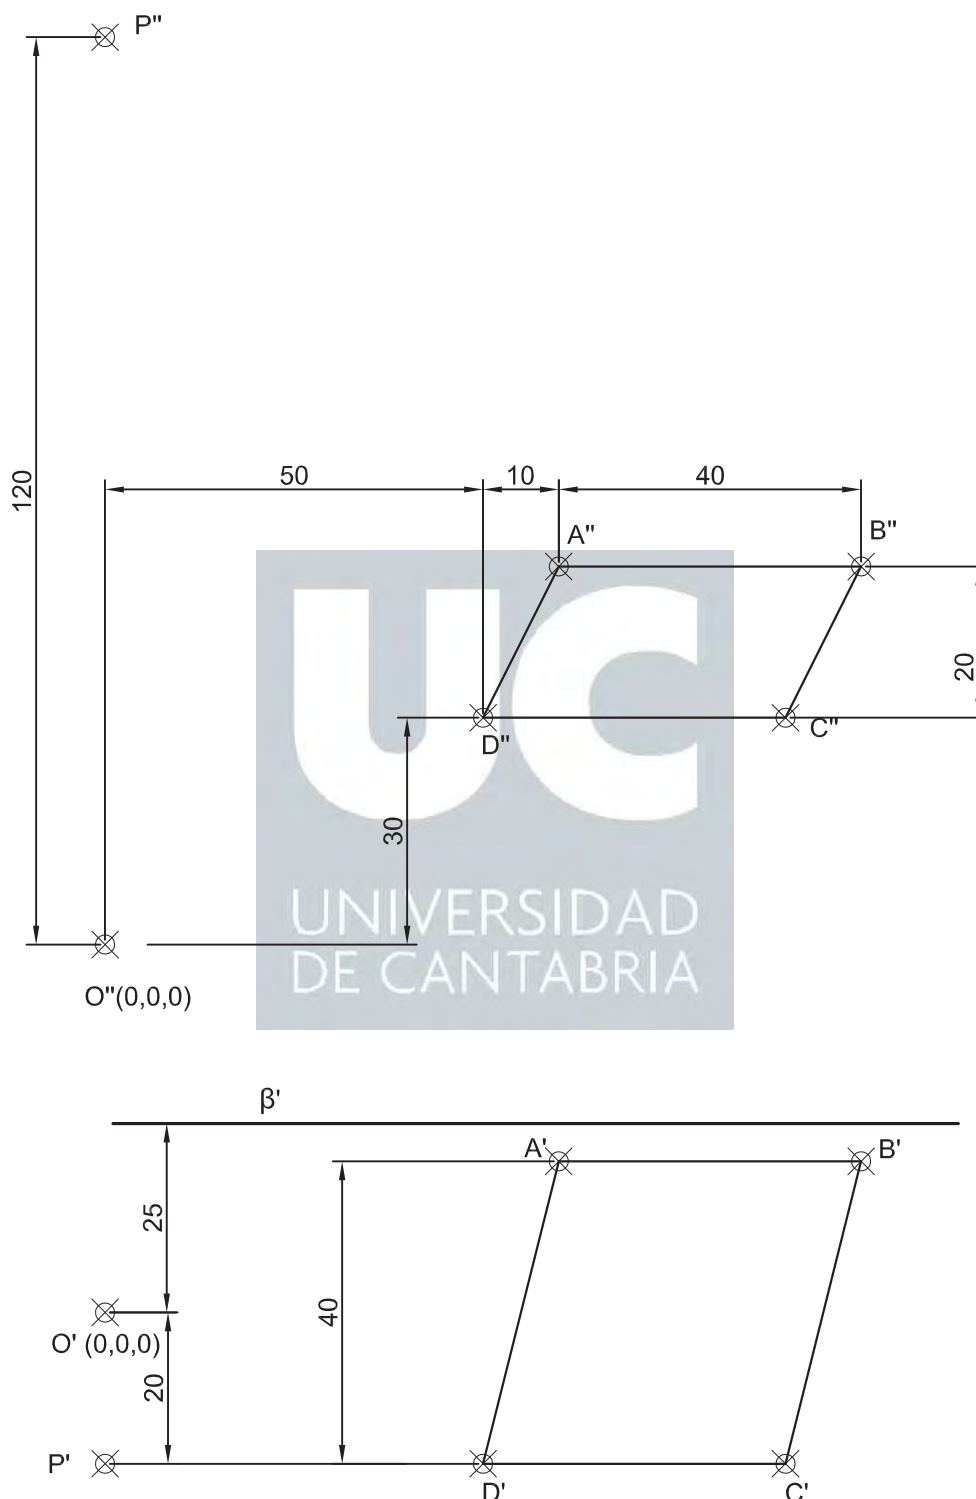 P"
120
50
10
40
A"
B"
20
D"
C"
30
UC
UNIVERSIDAD
DE CANTABRIA
O"(0,0,0)
β'
A'
B'
25
40
O' (0,0,0)
20
P'
D'
C'